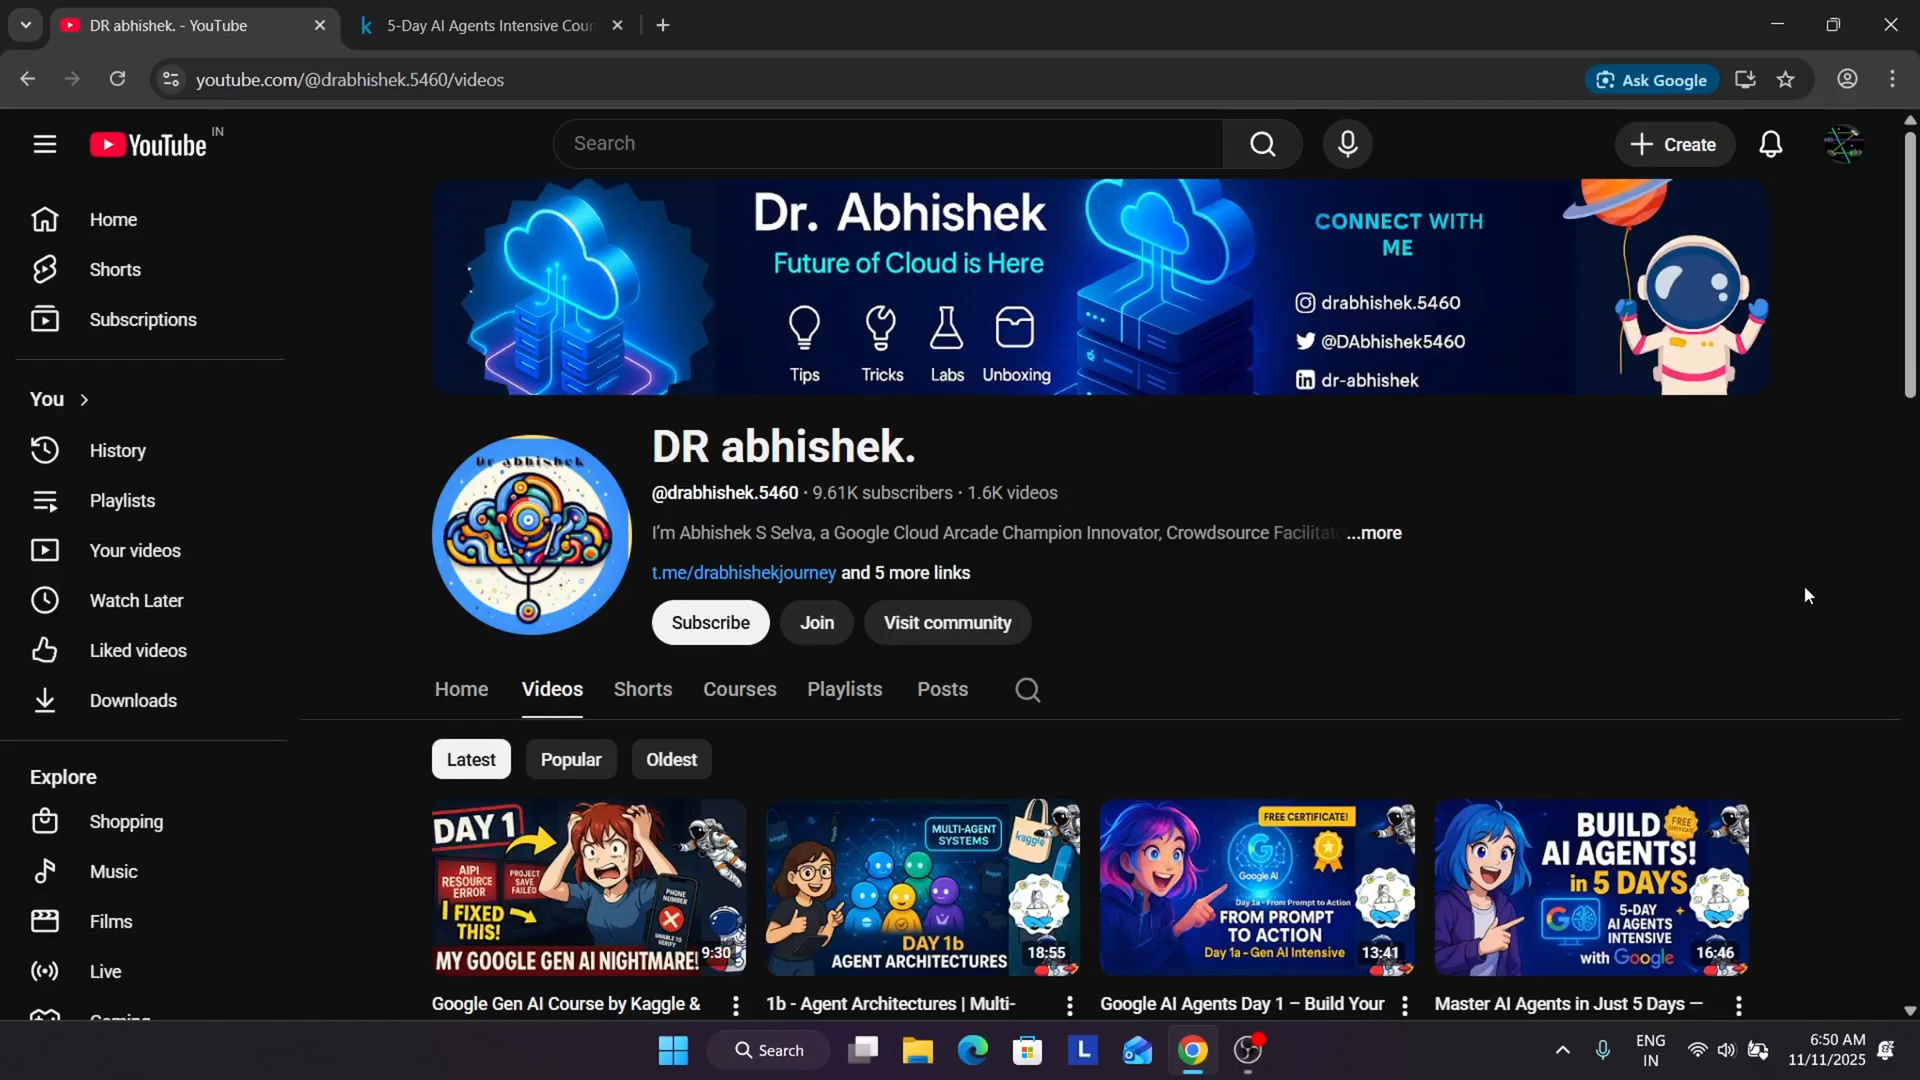 DR abhishek. - YouTube
5-Day AI Agents Intensive Cour
youtube.com/@drabhishek.5460/videos
Ask Google
YouTube IN
Search
Create
Home
Shorts
Subscriptions
You
History
Playlists
Your videos
Watch Later
Liked videos
Downloads
Explore
Shopping
Music
Films
Live
Dr. Abhishek
Future of Cloud is Here
Tips
Tricks
Labs
Unboxing
CONNECT WITH
ME
drabhishek.5460
@DAbhishek5460
dr-abhishek
Dr abhishek
DR abhishek.
@drabhishek.5460 · 9.61K subscribers · 1.6K videos
I'm Abhishek S Selva, a Google Cloud Arcade Champion Innovator, Crowdsource Facilitato ...more
t.me/drabhishekjourney and 5 more links
Subscribe
Join
Visit community
Home
Videos
Shorts
Courses
Playlists
Posts
Latest
Popular
Oldest
DAY 1
AIPI
RESOURCE
ERROR
PROJECT
SAVE
FAILED
I FIXED
THIS!
PHONE
NUMBER
UNABLE TO
VERIFY
MY GOOGLE GEN AI NIGHTMARE!
9:30
Google Gen AI Course by Kaggle &
MULTI-AGENT
SYSTEMS
kaggle
DAY 1b
AGENT ARCHITECTURES
18:55
1b - Agent Architectures | Multi-
FREE CERTIFICATE!
Google AI
Day 1a - From Prompt to Action
FROM PROMPT
TO ACTION
Day 1a - Gen AI Intensive
13:41
Google AI Agents Day 1 – Build Your
BUILD
AI AGENTS!
in 5 DAYS
FREE
5-DAY
AI AGENTS
INTENSIVE
with Google
16:46
Master AI Agents in Just 5 Days —
Search
ENG
IN
6:50 AM
11/11/2025